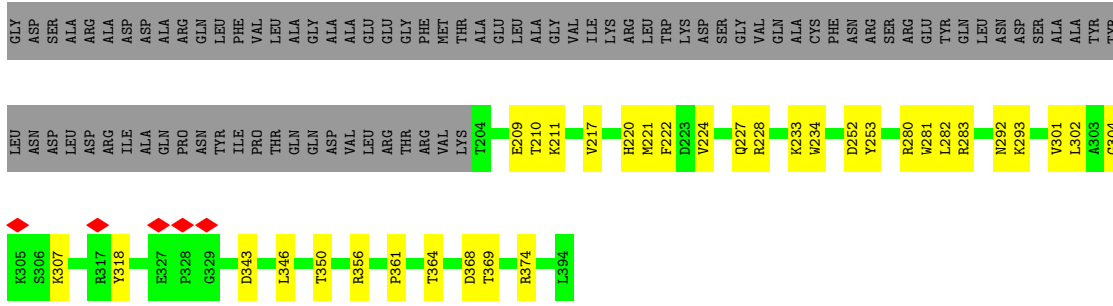 GLY ASP SER ALA ALA ARG ALA ASP ASP ALA ARG GLN LEU PHE VAL LEU ALA GLY ALA ALA GLU GLU GLY PHE MET THR ALA GLU LEU ALA GLY VAL ILE LYS ARG LEU TRP LYS ASP SER GLY VAL GLN ALA CYS PHE ASN ARG SER ARG GLU TYR GLN LEU ASN ASP SER ALA ALA TYR TYR
LEU ASN ASP LEU ASP ARG ILE ALA GLN PRO ASN TYR ILE PRO THR GLN GLN ASP VAL LEU ARG THR ARG VAL LYS T204 E209 T210 K211 V217 H220 M221 F222 D223 V224 Q227 R228 K233 W234 D252 Y253 R280 W281 L282 R283 N292 K293 V301 L302 A303
K305 S306 K307 R317 Y318 E327 P328 G329 D343 L346 T350 R356 P361 T364 D368 T369 R374 L394